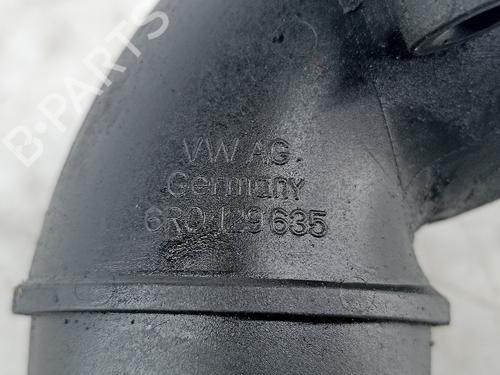 VW AG.
Germany
6R0 129 635
B-PARTS